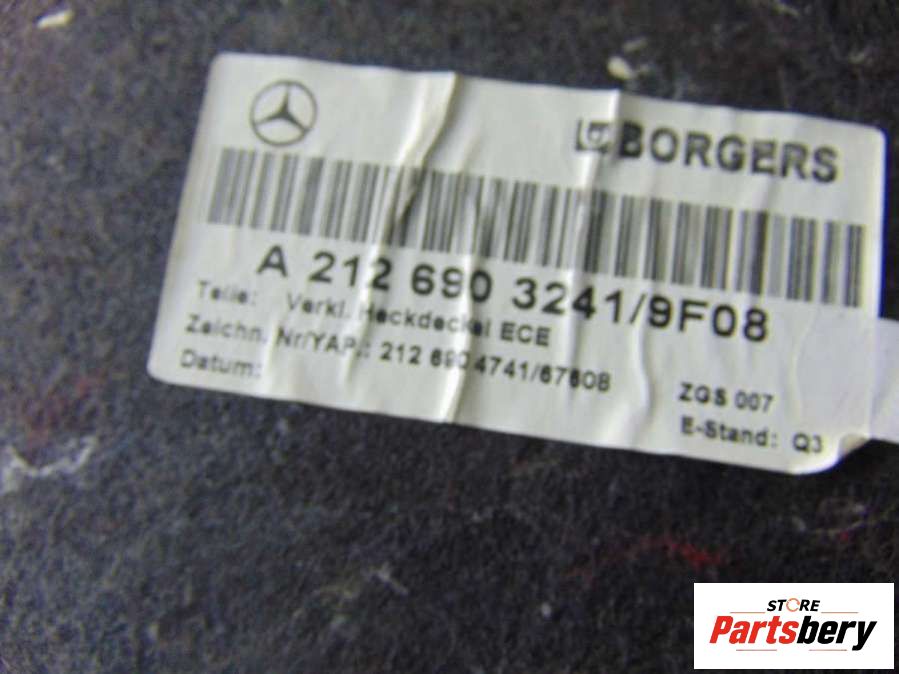 BORGERS
A 212 690 3241/9F08
Teile: Verkl. Heckdeckel ECE
Zeichn. Nr/YAP.: 212 690 4741/67608
Datum:
ZGS 007
E-Stand: Q3
STORE
Partsbery